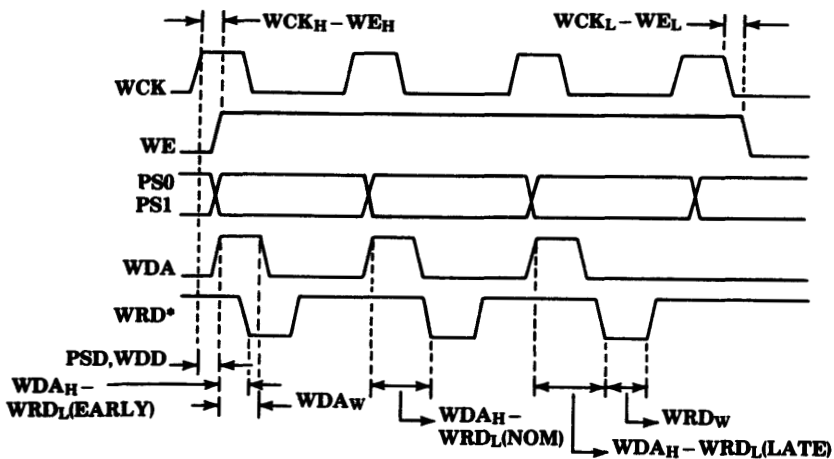 WCKH–WEH
WCKL–WEL
WCK
WE
PS0
PS1
WDA
WRD*
PSD,WDD
WDAH–
WRDL(EARLY)
WDAW
WDAH–
WRDL(NOM)
WRDW
WDAH–WRDL(LATE)